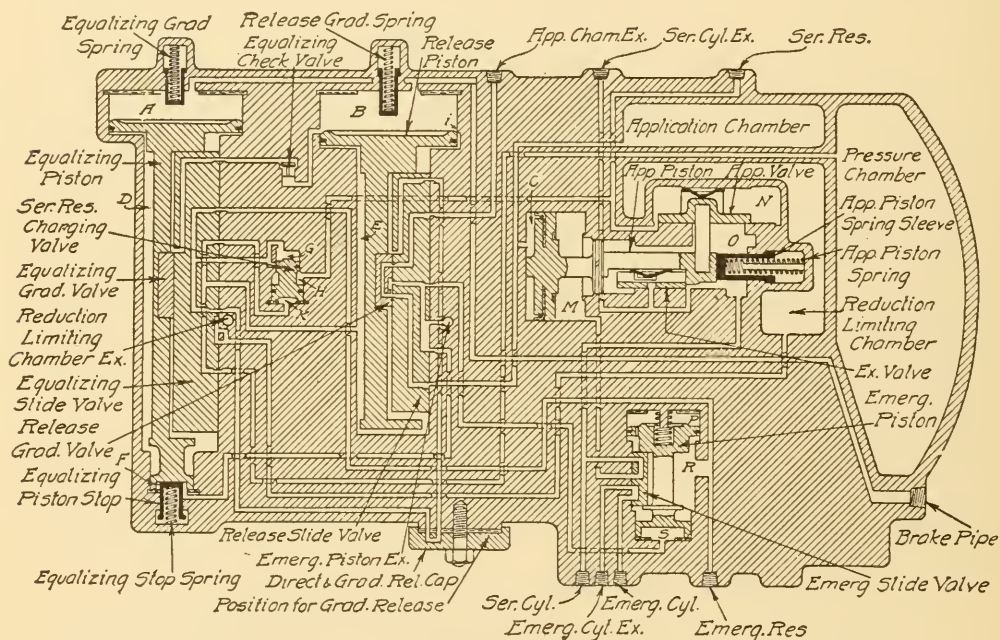 Equalizing Grad
Spring
Release Grad. Spring
Equalizing
Check Valve
Release
Piston
App. Cham. Ex.
Ser. Cyl. Ex.
Ser. Res.
A
B
i
Application Chamber
Equalizing
Piston
D
Ser. Res.
Charging
Valve
Equalizing
Grad. Valve
Reduction
Limiting
Chamber Ex.
Equalizing
Slide Valve
Release
Grad. Valve
F
Equalizing
Piston Stop
Equalizing Stop Spring
G
H
K
E
C
M
App. Piston
App. Valve
N
O
Pressure
Chamber
App. Piston
Spring Sleeve
App. Piston
Spring
Reduction
Limiting
Chamber
Ex. Valve
Emerg.
Piston
R
S
Release Slide Valve
Emerg. Piston Ex.
Direct & Grad. Rel. Cap
Position for Grad. Release
Ser. Cyl.
Emerg. Cyl.
Emerg. Cyl. Ex.
Emerg. Res
Emerg Slide Valve
Brake Pipe